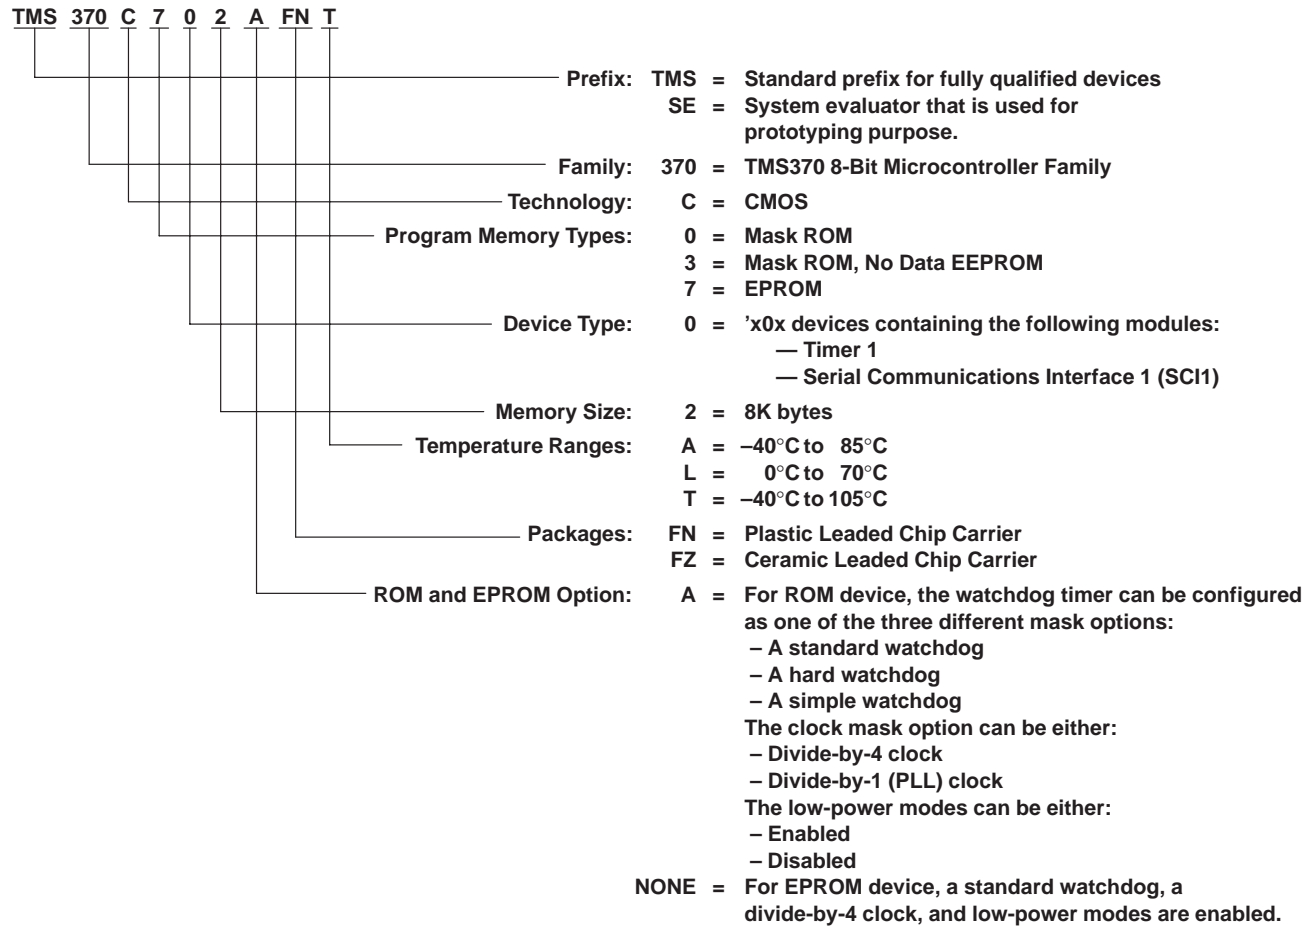 TMS 370 C 7 0 2 A FN T
Prefix: TMS = Standard prefix for fully qualified devices
SE = System evaluator that is used for
prototyping purpose.
Family: 370 = TMS370 8-Bit Microcontroller Family
Technology: C = CMOS
Program Memory Types: 0 = Mask ROM
3 = Mask ROM, No Data EEPROM
7 = EPROM
Device Type: 0 = ’x0x devices containing the following modules:
— Timer 1
— Serial Communications Interface 1 (SCI1)
Memory Size: 2 = 8K bytes
Temperature Ranges: A = –40°C to 85°C
L = 0°C to 70°C
T = –40°C to 105°C
Packages: FN = Plastic Leaded Chip Carrier
FZ = Ceramic Leaded Chip Carrier
ROM and EPROM Option: A = For ROM device, the watchdog timer can be configured
as one of the three different mask options:
– A standard watchdog
– A hard watchdog
– A simple watchdog
The clock mask option can be either:
– Divide-by-4 clock
– Divide-by-1 (PLL) clock
The low-power modes can be either:
– Enabled
– Disabled
NONE = For EPROM device, a standard watchdog, a
divide-by-4 clock, and low-power modes are enabled.